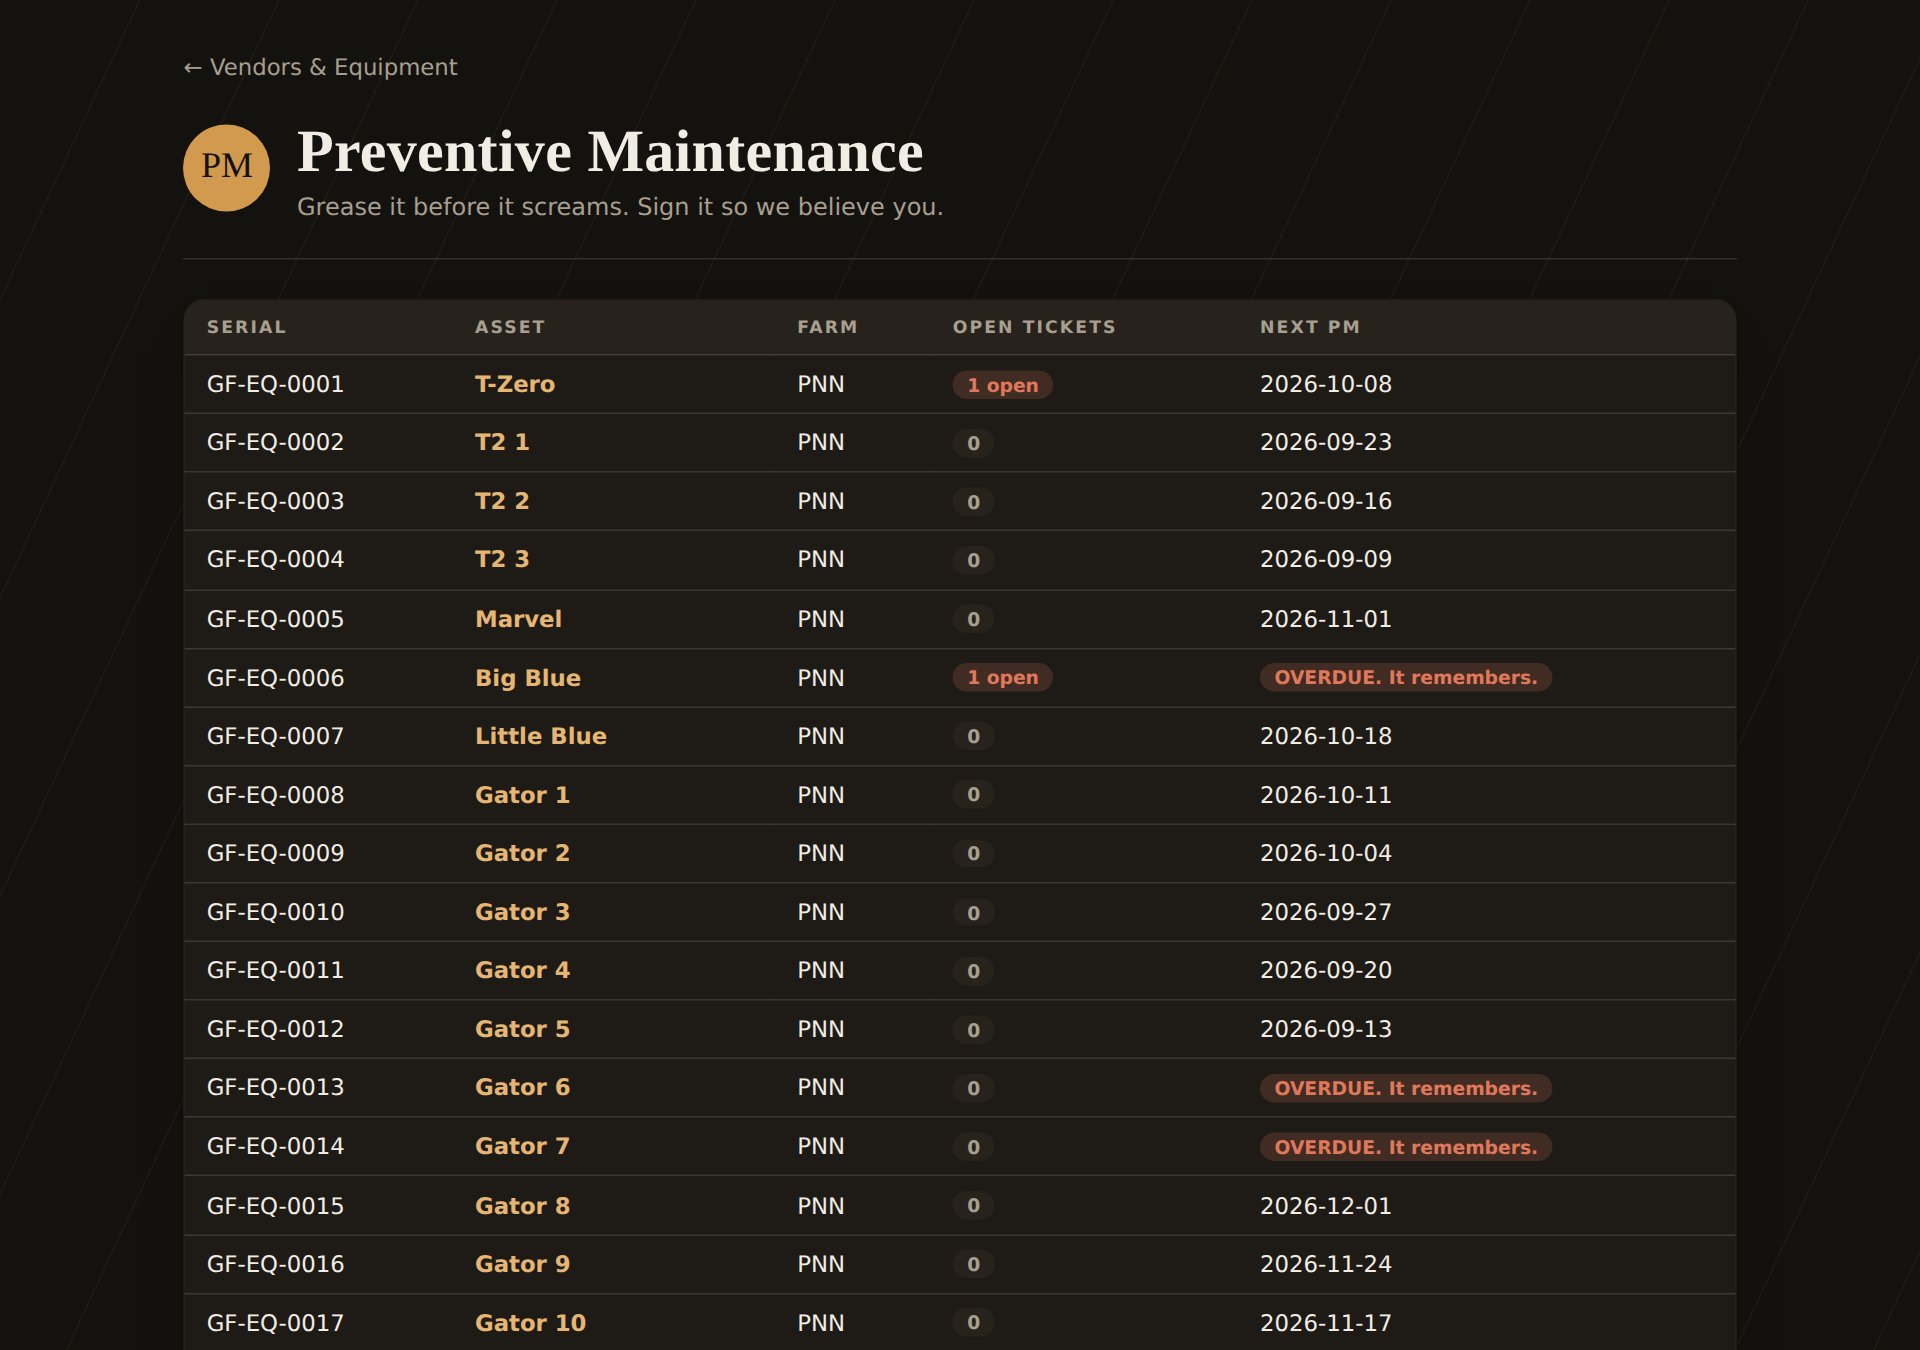 ← Vendors & Equipment
PM
Preventive Maintenance
Grease it before it screams. Sign it so we believe you.
SERIAL ASSET FARM OPEN TICKETS NEXT PM
GF-EQ-0001 T-Zero PNN 1 open 2026-10-08
GF-EQ-0002 T2 1 PNN 0 2026-09-23
GF-EQ-0003 T2 2 PNN 0 2026-09-16
GF-EQ-0004 T2 3 PNN 0 2026-09-09
GF-EQ-0005 Marvel PNN 0 2026-11-01
GF-EQ-0006 Big Blue PNN 1 open OVERDUE. It remembers.
GF-EQ-0007 Little Blue PNN 0 2026-10-18
GF-EQ-0008 Gator 1 PNN 0 2026-10-11
GF-EQ-0009 Gator 2 PNN 0 2026-10-04
GF-EQ-0010 Gator 3 PNN 0 2026-09-27
GF-EQ-0011 Gator 4 PNN 0 2026-09-20
GF-EQ-0012 Gator 5 PNN 0 2026-09-13
GF-EQ-0013 Gator 6 PNN 0 OVERDUE. It remembers.
GF-EQ-0014 Gator 7 PNN 0 OVERDUE. It remembers.
GF-EQ-0015 Gator 8 PNN 0 2026-12-01
GF-EQ-0016 Gator 9 PNN 0 2026-11-24
GF-EQ-0017 Gator 10 PNN 0 2026-11-17